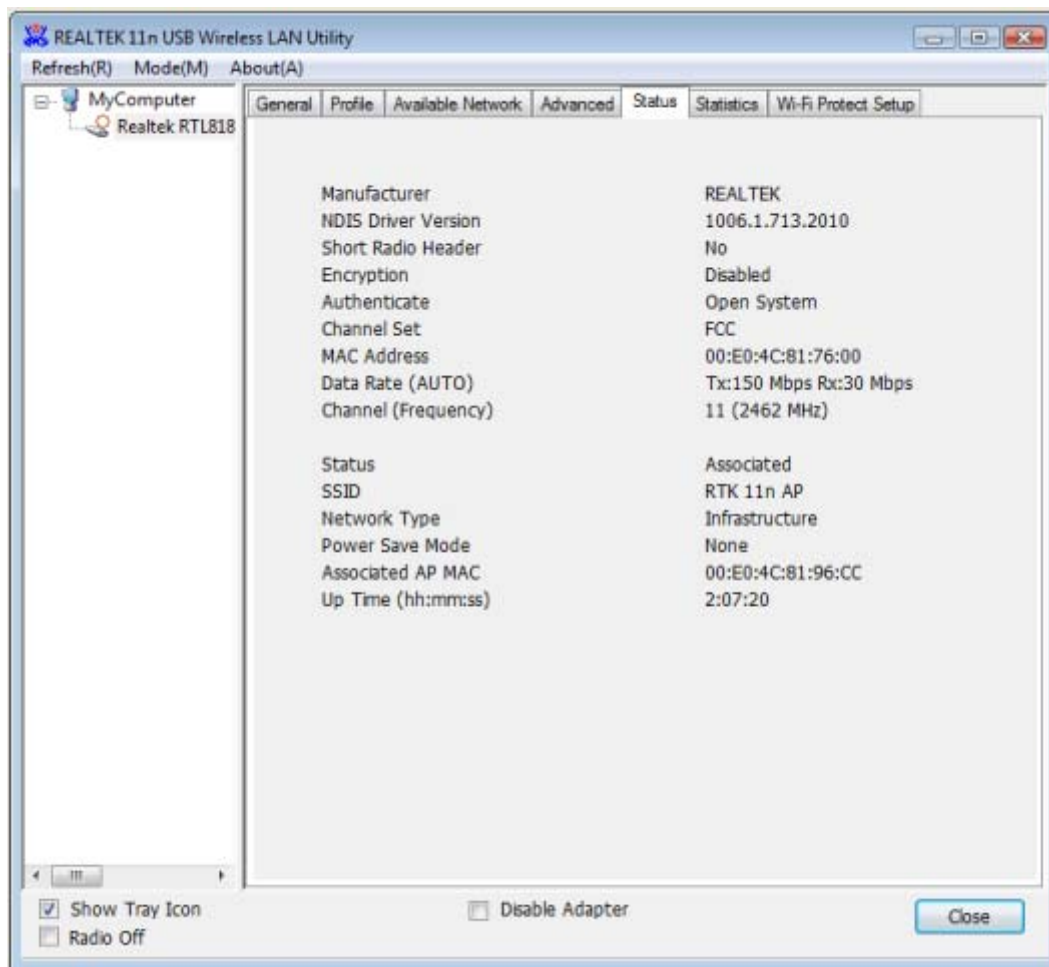 REALTEK 11n USB Wireless LAN Utility
Refresh(R) Mode(M) About(A)
MyComputer
Realtek RTL818
General Profile Available Network Advanced Status Statistics Wi-Fi Protect Setup
Manufacturer REALTEK
NDIS Driver Version 1006.1.713.2010
Short Radio Header No
Encryption Disabled
Authenticate Open System
Channel Set FCC
MAC Address 00:E0:4C:81:76:00
Data Rate (AUTO) Tx:150 Mbps Rx:30 Mbps
Channel (Frequency) 11 (2462 MHz)
Status Associated
SSID RTK 11n AP
Network Type Infrastructure
Power Save Mode None
Associated AP MAC 00:E0:4C:81:96:CC
Up Time (hh:mm:ss) 2:07:20
Show Tray Icon Disable Adapter Close
Radio Off